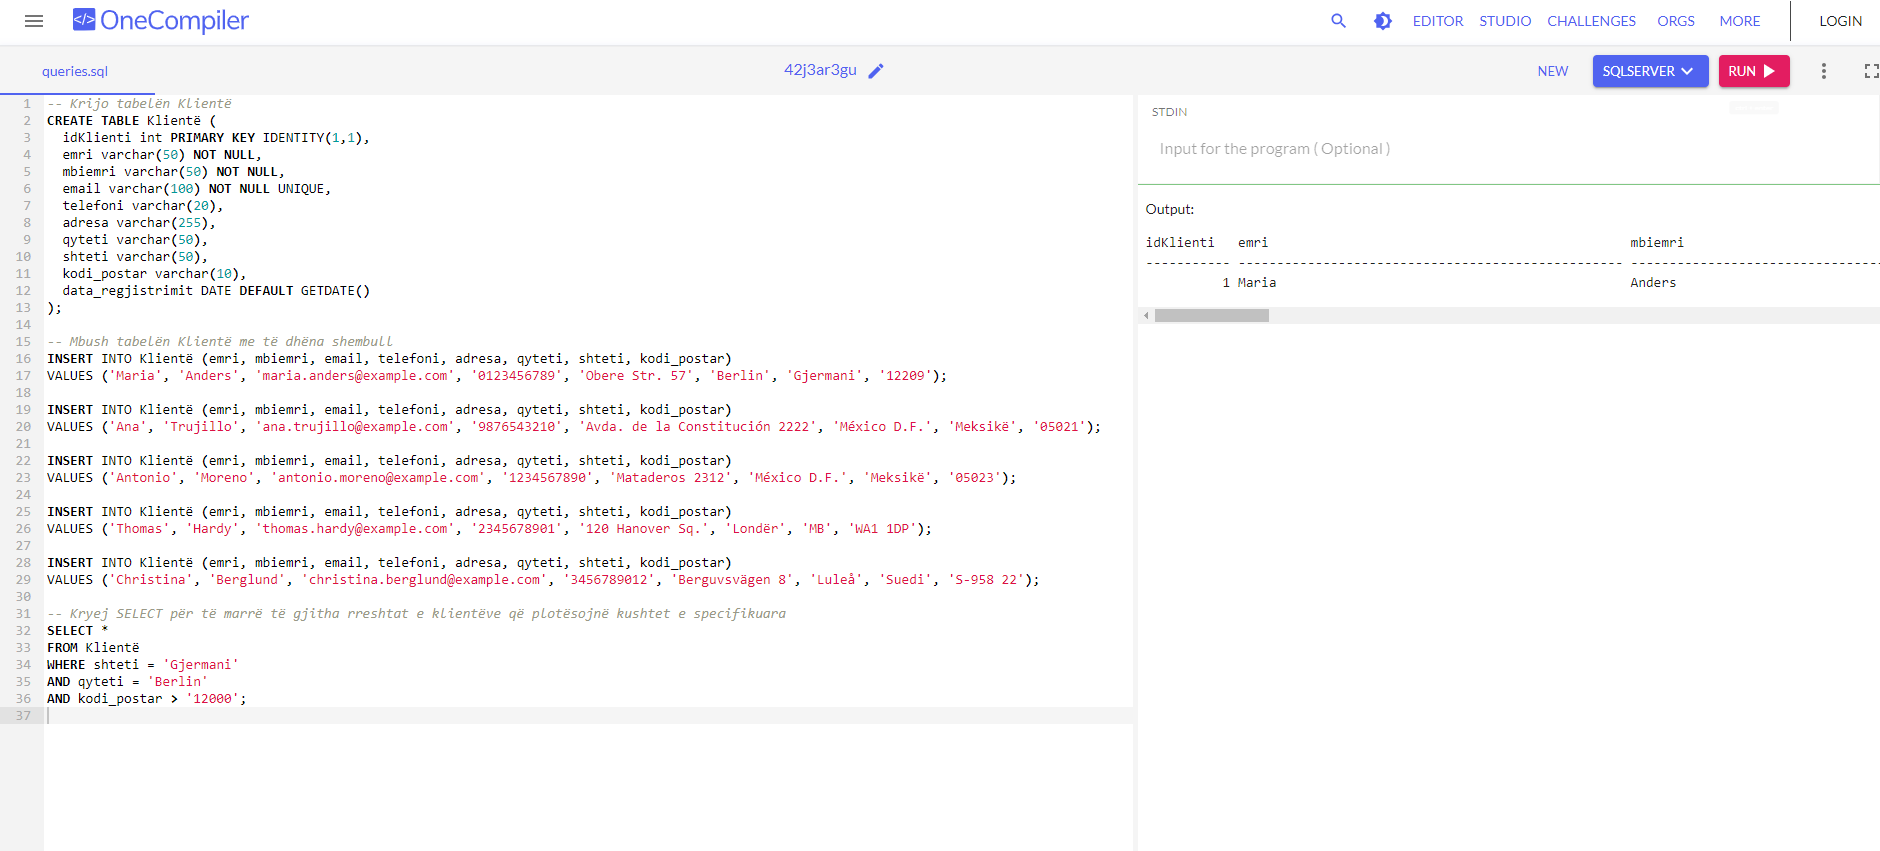 </> OneCompiler
EDITOR STUDIO CHALLENGES ORGS MORE LOGIN
queries.sql
42j3ar3gu
NEW SQLSERVER RUN
1 -- Krijo tabelën Klientë
2 CREATE TABLE Klientë (
3 idKlienti int PRIMARY KEY IDENTITY(1,1),
4 emri varchar(50) NOT NULL,
5 mbiemri varchar(50) NOT NULL,
6 email varchar(100) NOT NULL UNIQUE,
7 telefoni varchar(20),
8 adresa varchar(255),
9 qyteti varchar(50),
10 shteti varchar(50),
11 kodi_postar varchar(10),
12 data_regjistrimit DATE DEFAULT GETDATE()
13 );
14
15 -- Mbush tabelën Klientë me të dhëna shembull
16 INSERT INTO Klientë (emri, mbiemri, email, telefoni, adresa, qyteti, shteti, kodi_postar)
17 VALUES ('Maria', 'Anders', 'maria.anders@example.com', '0123456789', 'Obere Str. 57', 'Berlin', 'Gjermani', '12209');
18
19 INSERT INTO Klientë (emri, mbiemri, email, telefoni, adresa, qyteti, shteti, kodi_postar)
20 VALUES ('Ana', 'Trujillo', 'ana.trujillo@example.com', '9876543210', 'Avda. de la Constitución 2222', 'México D.F.', 'Meksikë', '05021');
21
22 INSERT INTO Klientë (emri, mbiemri, email, telefoni, adresa, qyteti, shteti, kodi_postar)
23 VALUES ('Antonio', 'Moreno', 'antonio.moreno@example.com', '1234567890', 'Mataderos 2312', 'México D.F.', 'Meksikë', '05023');
24
25 INSERT INTO Klientë (emri, mbiemri, email, telefoni, adresa, qyteti, shteti, kodi_postar)
26 VALUES ('Thomas', 'Hardy', 'thomas.hardy@example.com', '2345678901', '120 Hanover Sq.', 'Londër', 'MB', 'WA1 1DP');
27
28 INSERT INTO Klientë (emri, mbiemri, email, telefoni, adresa, qyteti, shteti, kodi_postar)
29 VALUES ('Christina', 'Berglund', 'christina.berglund@example.com', '3456789012', 'Berguvsvägen 8', 'Luleå', 'Suedi', 'S-958 22');
30
31 -- Kryej SELECT për të marrë të gjitha rreshtat e klientëve që plotësojnë kushtet e specifikuara
32 SELECT *
33 FROM Klientë
34 WHERE shteti = 'Gjermani'
35 AND qyteti = 'Berlin'
36 AND kodi_postar > '12000';
37
STDIN
Input for the program ( Optional )
Output:
idKlienti emri mbiemri
----------- -------------------------------------------------- --------------------------------
1 Maria Anders